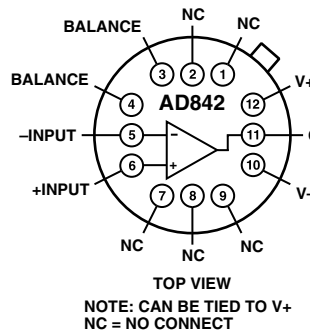 NC
BALANCE
NC
3
2
1
BALANCE
V+
4
AD842
12
–INPUT
5
–
11
+INPUT
6
+
10
V–
7
8
9
NC
NC
NC
TOP VIEW
NOTE: CAN BE TIED TO V+
NC = NO CONNECT